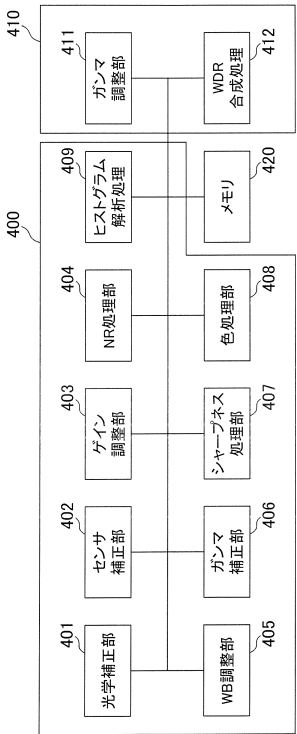 400
410
401
光学補正部
402
センサ
補正部
403
ゲイン
調整部
404
NR処理部
409
ヒストグラム
解析処理
411
ガンマ
調整部
WB調整部
405
ガンマ
補正部
406
シャープネス
処理部
407
色処理部
408
メモリ
420
WDR
合成処理
412